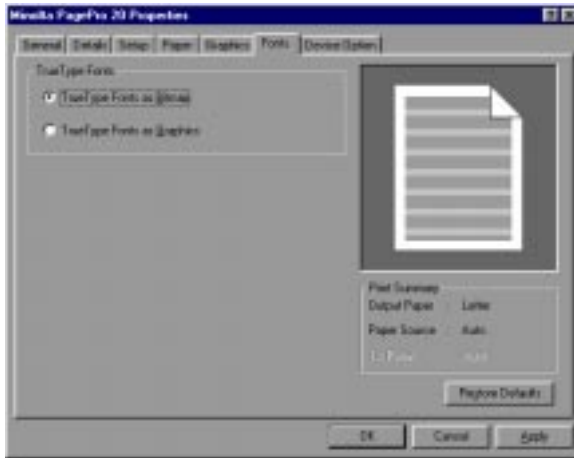 Minolta PagePro 20 Properties
General Details Setup Paper Graphics Fonts Device Option
TrueType Fonts
TrueType Fonts as Bitmap
TrueType Fonts as Graphics
Print Summary
Output Paper : Letter
Paper Source : Auto
Restore Defaults
OK Cancel Apply